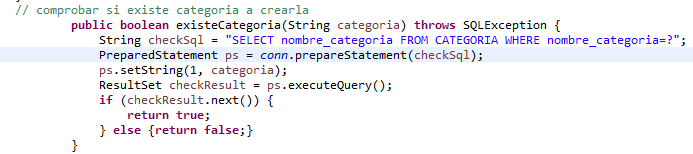 // comprobar si existe categoria a crearla
public boolean existeCategoria(String categoria) throws SQLException {
String checkSql = "SELECT nombre_categoria FROM CATEGORIA WHERE nombre_categoria=?";
PreparedStatement ps = conn.prepareStatement(checkSql);
ps.setString(1, categoria);
ResultSet checkResult = ps.executeQuery();
if (checkResult.next()) {
return true;
} else {return false;}
}